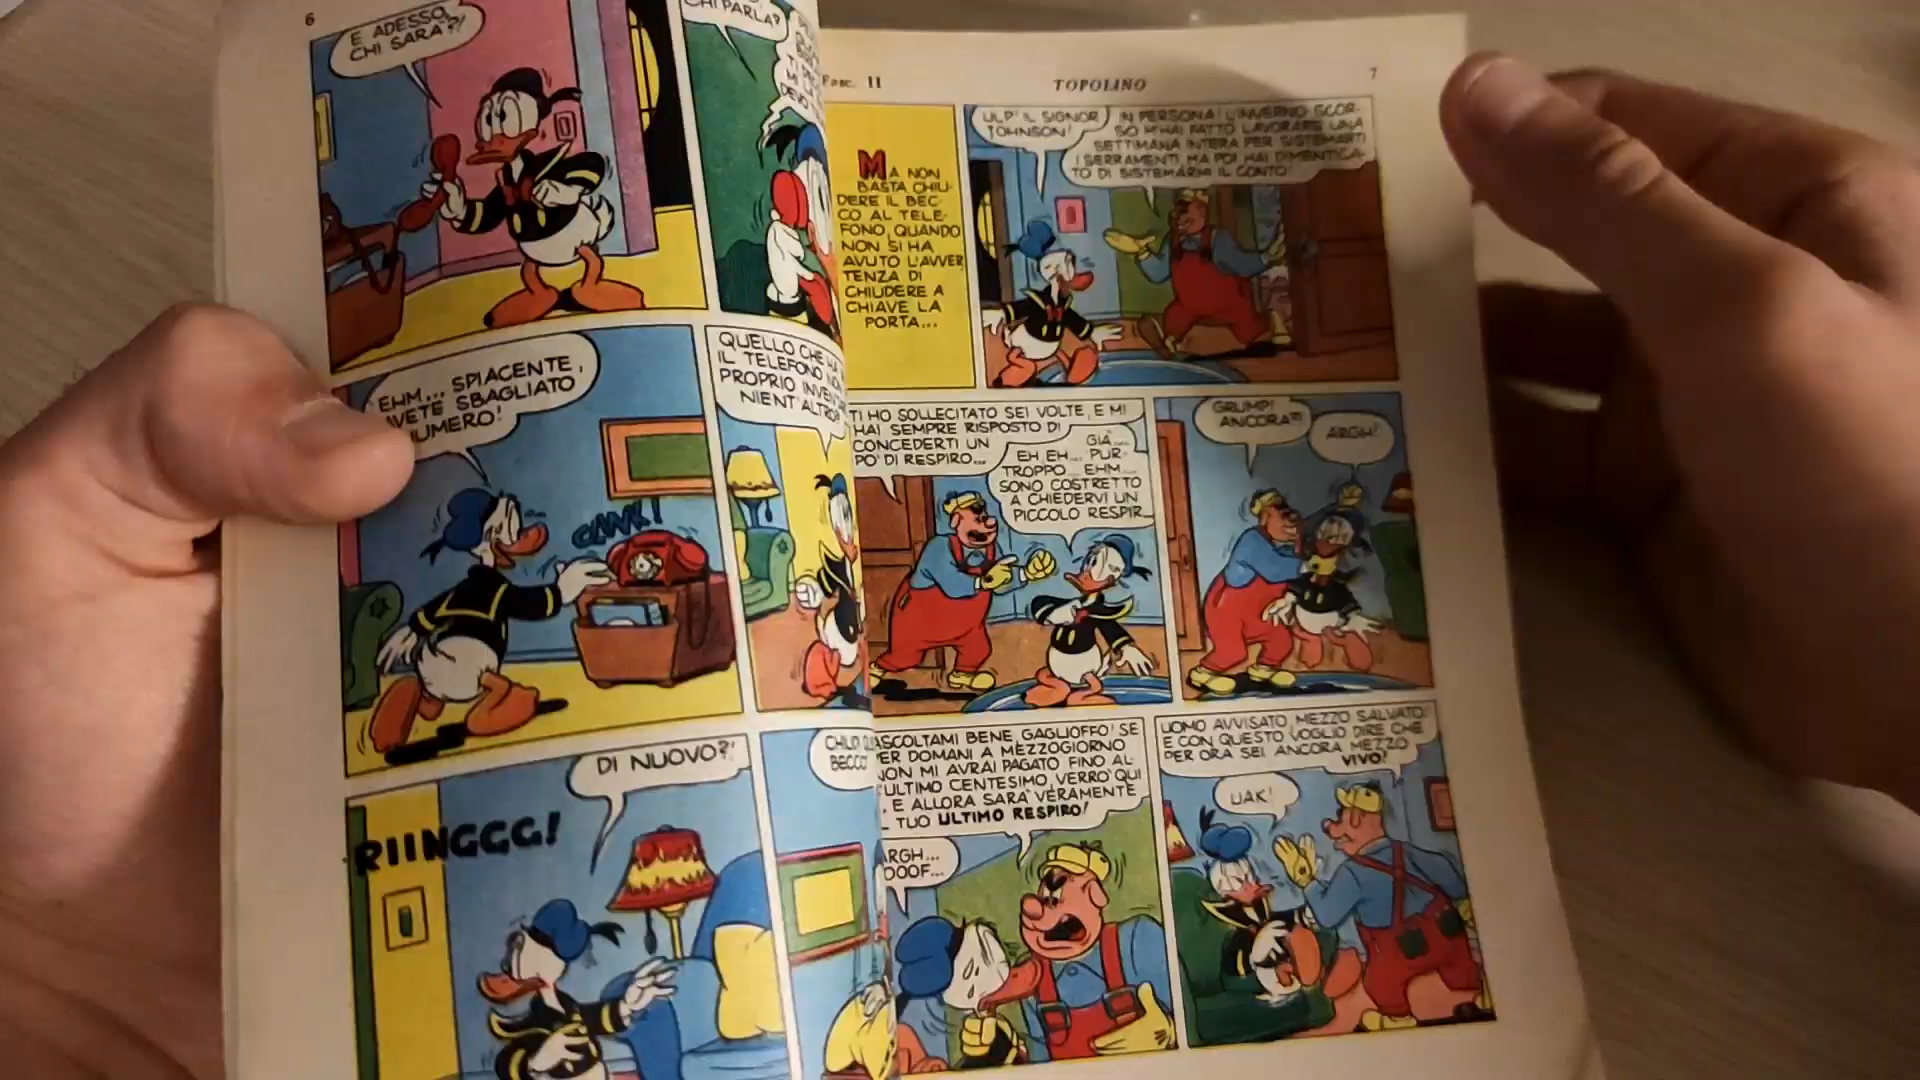 6
E ADESSO,
CHI SARÀ?!
CHI PARLA?
EHM... SPIACENTE,
AVETE SBAGLIATO
NUMERO!
CLINK!
QUELLO CHE HA
IL TELEFONO NON
PROPRIO
NIENT'ALTRO!
RIINGGG!
DI NUOVO?!
CHIUD
BECCO
Fasc. 11
TOPOLINO
7
MA NON
BASTA CHIU-
DERE IL BEC-
CO AL TELE-
FONO, QUANDO
NON SI HA
AVUTO L'AVVER
TENZA DI
CHIUDERE A
CHIAVE LA
PORTA...
ULP! IL SIGNOR
JOHNSON!
IN PERSONA! L'INVERNO SCOR-
SO M'HAI FATTO LAVORARE UNA
SETTIMANA INTERA PER SISTEMARTI
I SERRAMENTI, MA POI HAI DIMENTICA-
TO DI SISTEMARMI IL CONTO!
TI HO SOLLECITATO SEI VOLTE, E MI
HAI SEMPRE RISPOSTO DI
CONCEDERTI UN
PO' DI RESPIRO...
GIÀ...
EH, EH... PUR-
TROPPO... EHM...
SONO COSTRETTO
A CHIEDERVI UN
PICCOLO RESPIR...
GRUMP!
ANCORA?!
ARGH!
ASCOLTAMI BENE, GAGLIOFFO! SE
PER DOMANI A MEZZOGIORNO
NON MI AVRAI PAGATO FINO AL-
L'ULTIMO CENTESIMO, VERRÒ QUI
E ALLORA SARÀ VERAMENTE
TUO ULTIMO RESPIRO!
ARGH...
OOOF...
UOMO AVVISATO, MEZZO SALVATO!
E CON QUESTO VOGLIO DIRE CHE
PER ORA SEI ANCORA MEZZO
VIVO!
UAK!